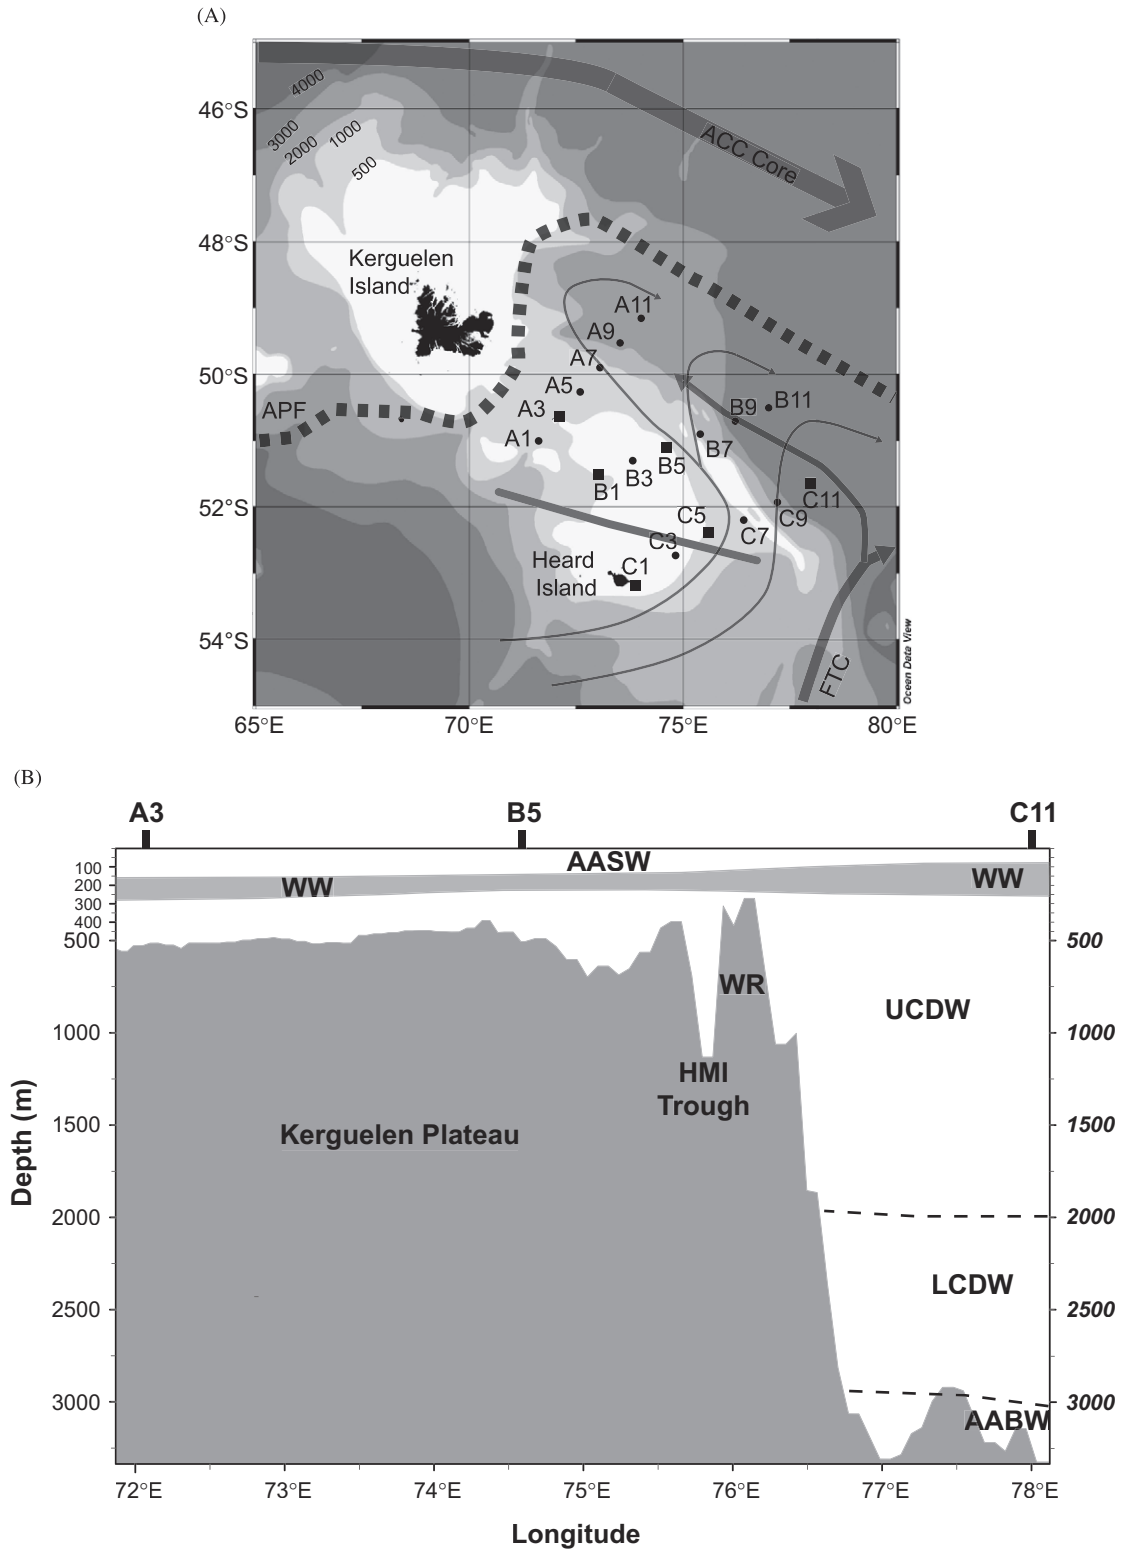 (A)
4000
3000
2000
1000
500
46°S
48°S
50°S
52°S
54°S
ACC Core
Kerguelen
Island
APF
A11
A9
A7
A5
A3
A1
B11
B9
B7
B5
B3
B1
C11
C9
C7
C5
C3
C1
Heard
Island
FTC
Ocean Data View
65°E
70°E
75°E
80°E
(B)
A3
B5
C11
AASW
WW
WW
100
200
300
400
500
1000
1500
2000
2500
3000
500
1000
1500
2000
2500
3000
WR
UCDW
HMI
Trough
Kerguelen Plateau
LCDW
AABW
Depth (m)
72°E
73°E
74°E
75°E
76°E
77°E
78°E
Longitude